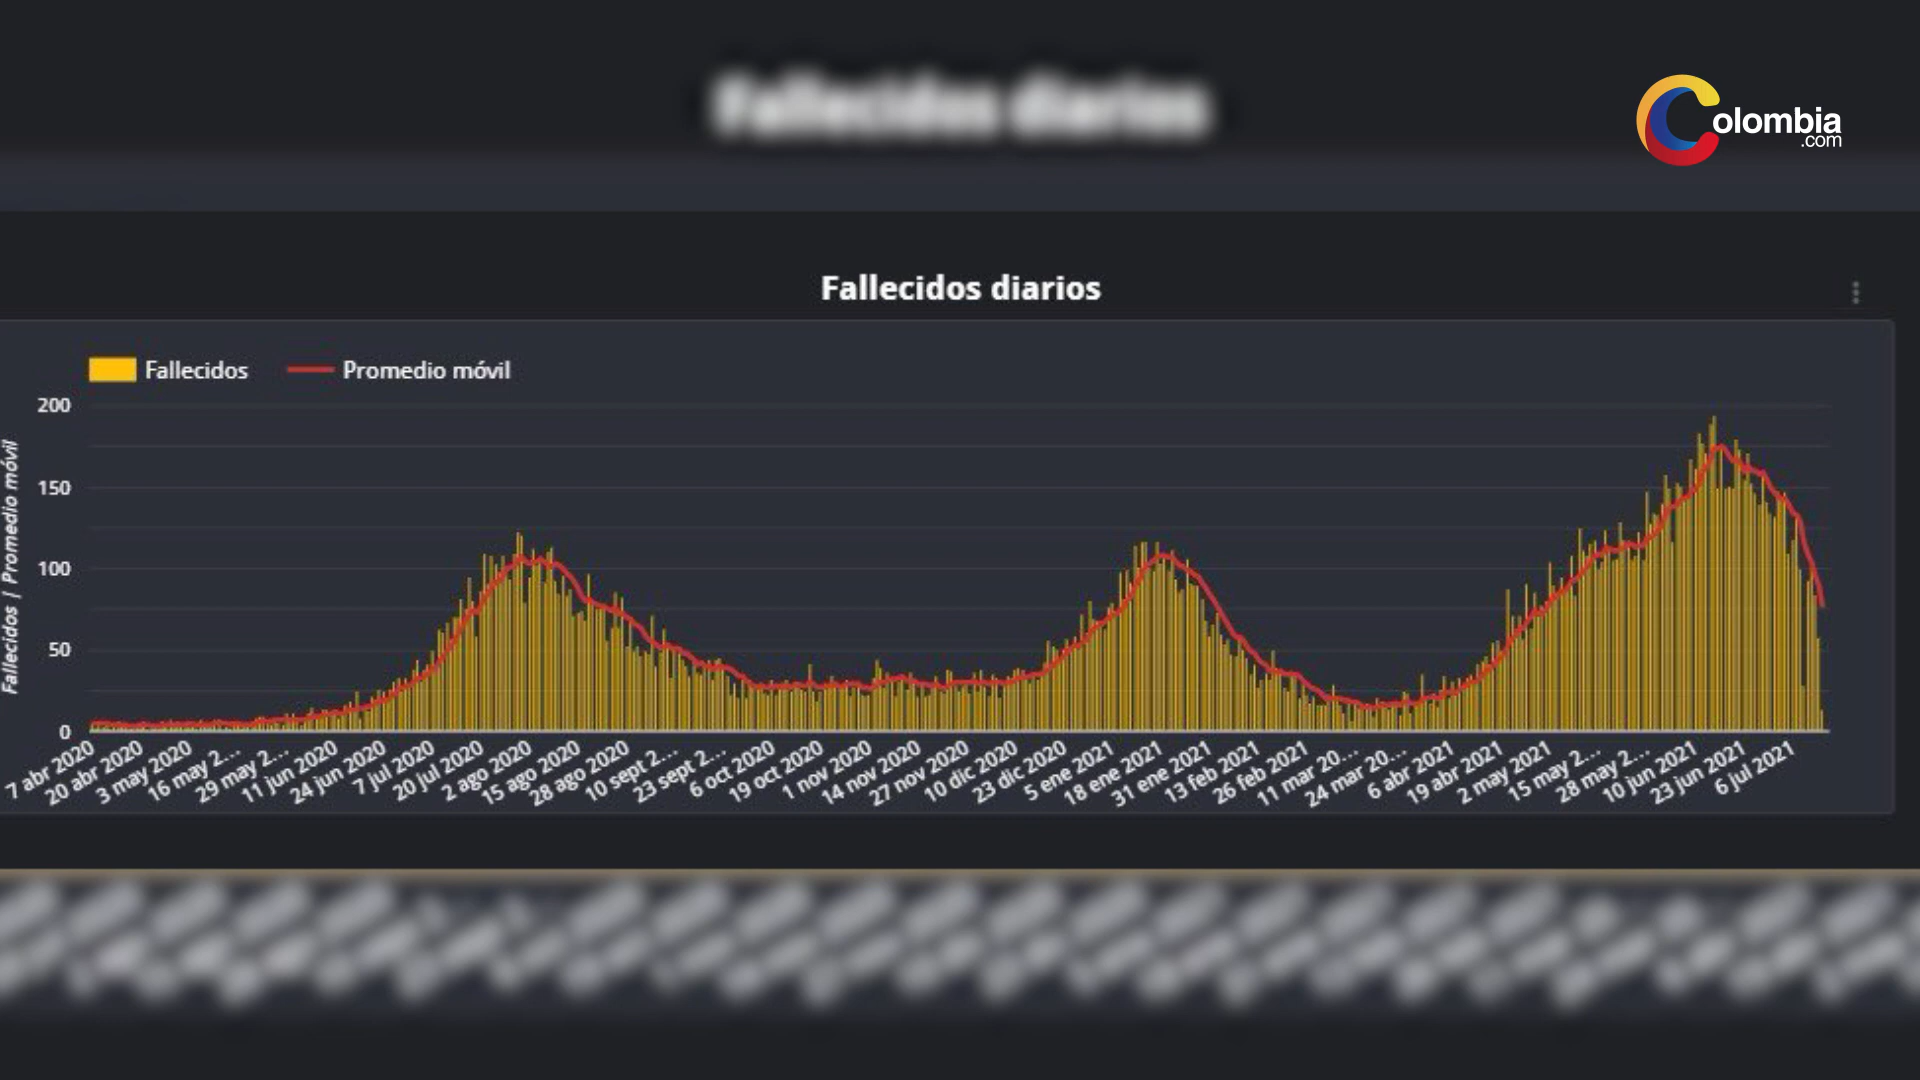 Fallecidos diarios
Colombia
.com
Fallecidos diarios
Fallecidos
Promedio móvil
Fallecidos | Promedio móvil
200
150
100
50
0
7 abr 2020
20 abr 2020
3 may 2020
16 may 2...
29 may 2...
11 jun 2020
24 jun 2020
7 jul 2020
20 jul 2020
2 ago 2020
15 ago 2020
28 ago 2020
10 sept 2...
23 sept 2...
6 oct 2020
19 oct 2020
1 nov 2020
14 nov 2020
27 nov 2020
10 dic 2020
23 dic 2020
5 ene 2021
18 ene 2021
31 ene 2021
13 feb 2021
26 feb 2021
11 mar 20...
24 mar 20...
6 abr 2021
19 abr 2021
2 may 2021
15 may 2...
28 may 2...
10 jun 2021
23 jun 2021
6 jul 2021